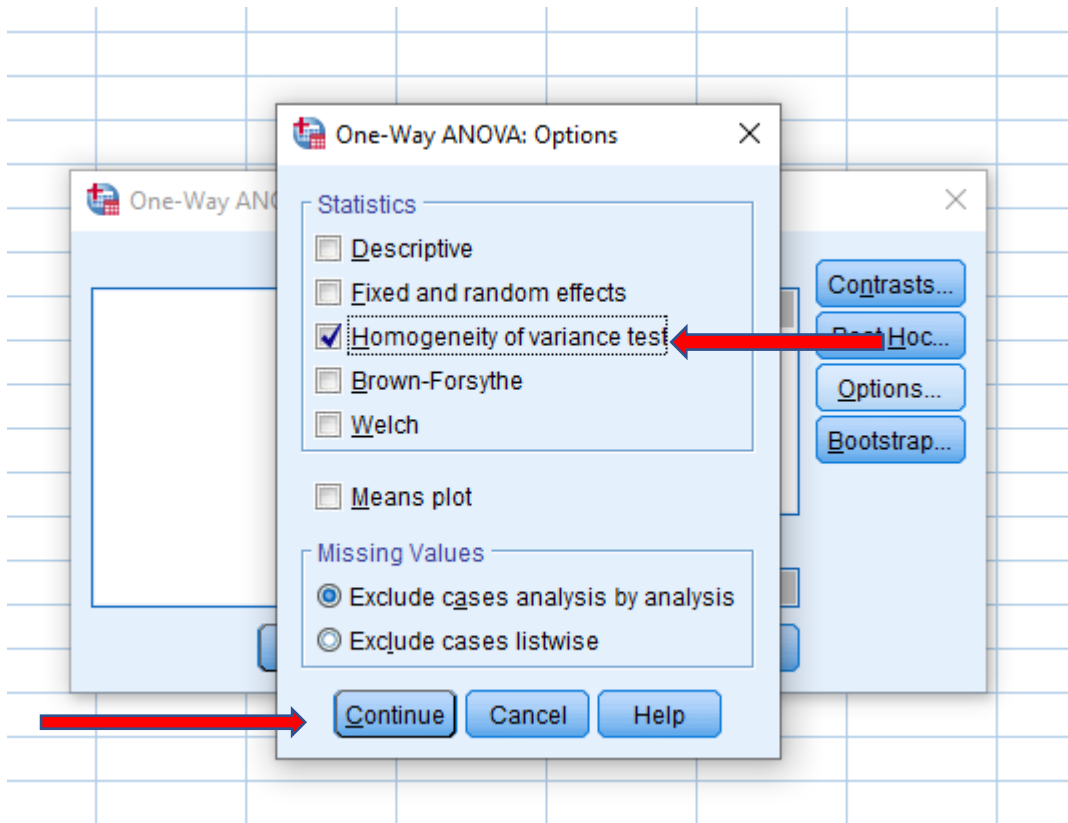 One-Way ANOVA: Options
One-Way ANO
Statistics
Descriptive
Fixed and random effects
Homogeneity of variance test
Brown-Forsythe
Welch
Means plot
Missing Values
Exclude cases analysis by analysis
Exclude cases listwise
Continue Cancel Help
Contrasts...
Post Hoc...
Options...
Bootstrap...